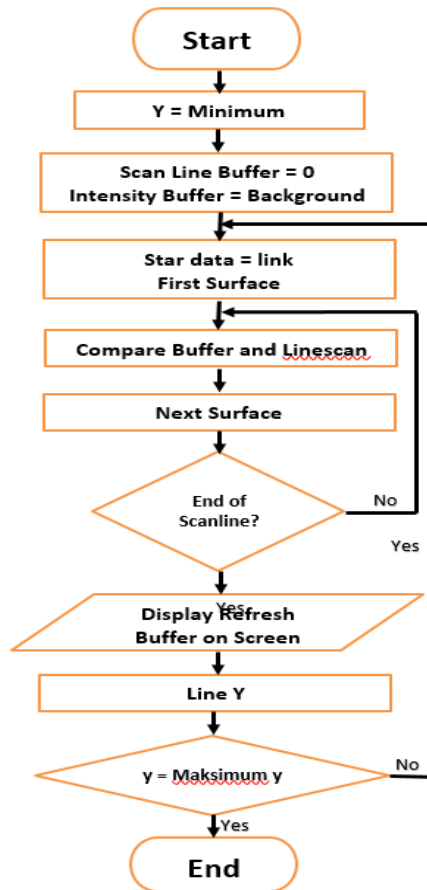 Start
Y = Minimum
Scan Line Buffer = 0
Intensity Buffer = Background
Star data = link
First Surface
Compare Buffer and Linescan
Next Surface
End of
Scanline?
No
Yes
Yes
Display Refresh
Buffer on Screen
Line Y
y = Maksimum y
No
Yes
End